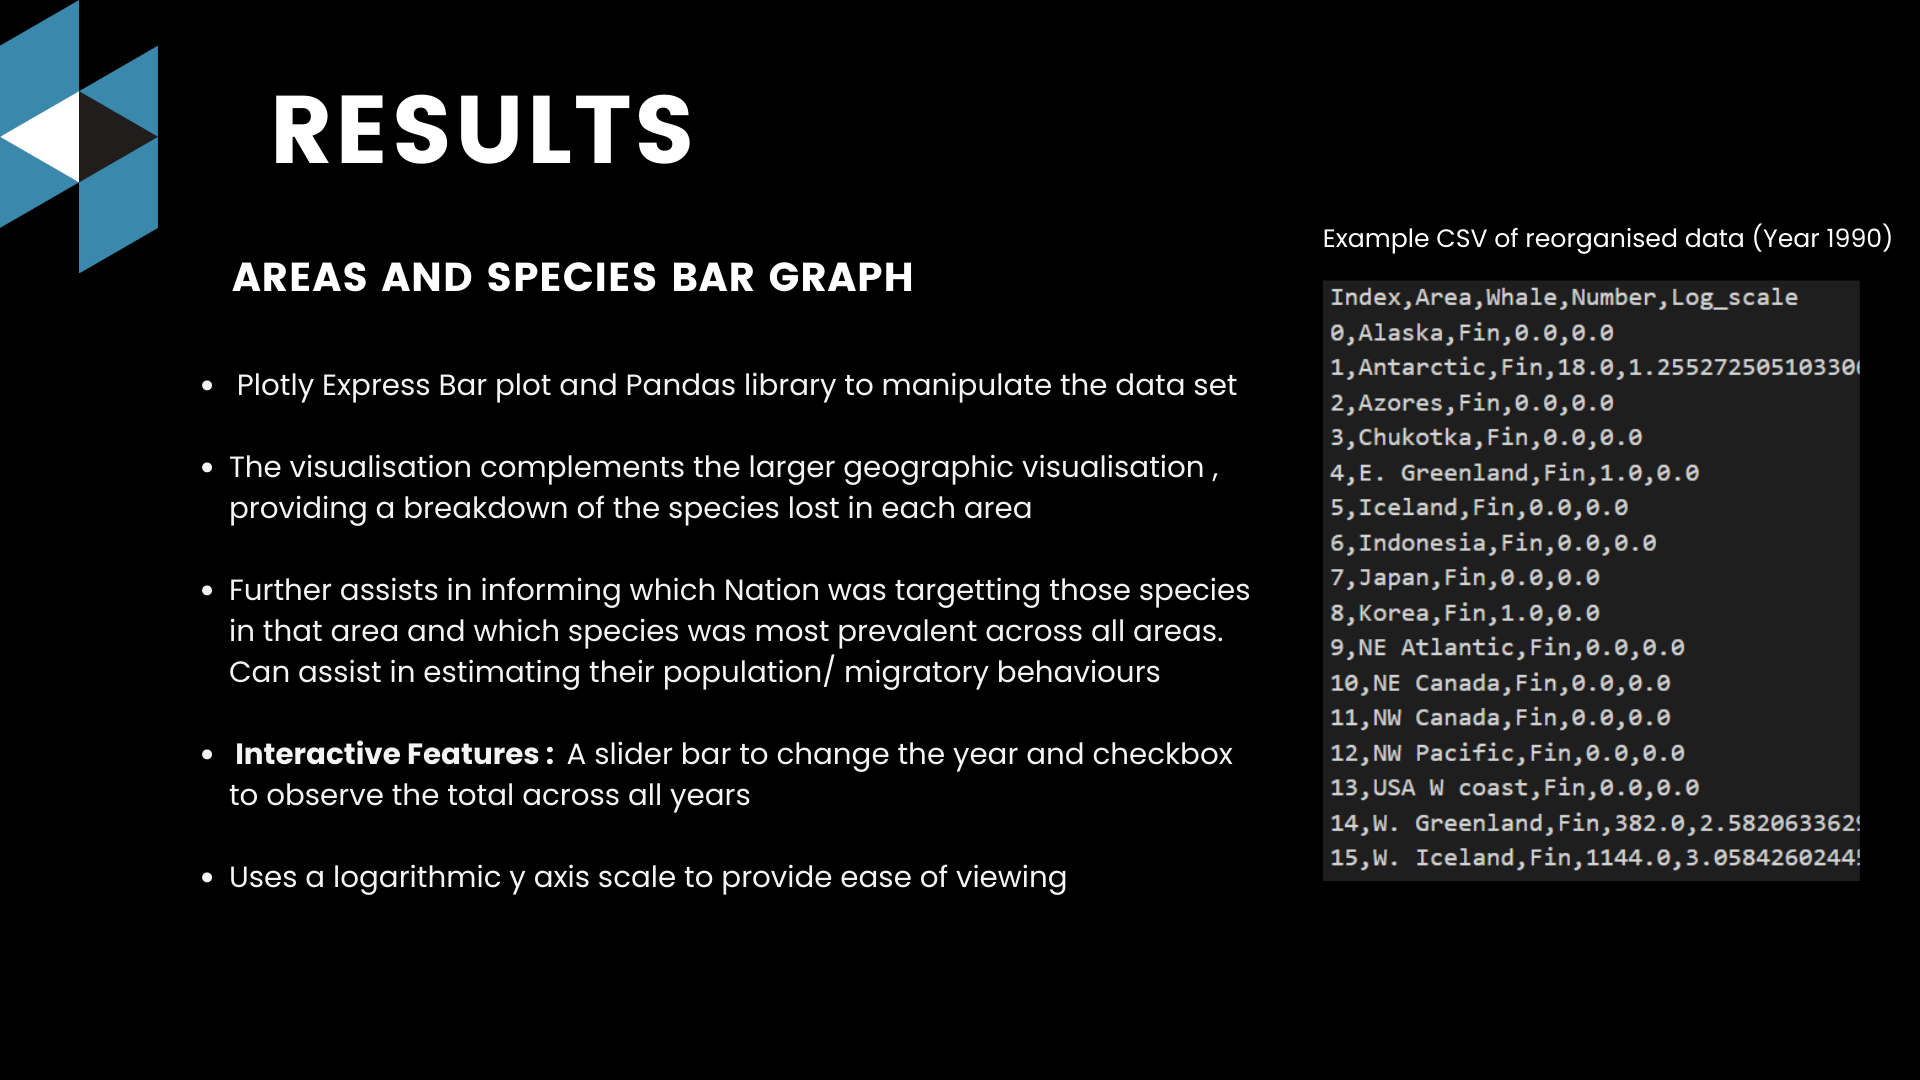 RESULTS
AREAS AND SPECIES BAR GRAPH
• Plotly Express Bar plot and Pandas library to manipulate the data set
• The visualisation complements the larger geographic visualisation ,
providing a breakdown of the species lost in each area
• Further assists in informing which Nation was targetting those species
in that area and which species was most prevalent across all areas.
Can assist in estimating their population/ migratory behaviours
• Interactive Features : A slider bar to change the year and checkbox
to observe the total across all years
• Uses a logarithmic y axis scale to provide ease of viewing
Example CSV of reorganised data (Year 1990)
Index,Area,Whale,Number,Log_scale
0,Alaska,Fin,0.0,0.0
1,Antarctic,Fin,18.0,1.255272505103306
2,Azores,Fin,0.0,0.0
3,Chukotka,Fin,0.0,0.0
4,E. Greenland,Fin,1.0,0.0
5,Iceland,Fin,0.0,0.0
6,Indonesia,Fin,0.0,0.0
7,Japan,Fin,0.0,0.0
8,Korea,Fin,1.0,0.0
9,NE Atlantic,Fin,0.0,0.0
10,NE Canada,Fin,0.0,0.0
11,NW Canada,Fin,0.0,0.0
12,NW Pacific,Fin,0.0,0.0
13,USA W coast,Fin,0.0,0.0
14,W. Greenland,Fin,382.0,2.5820633629
15,W. Iceland,Fin,1144.0,3.05842602445